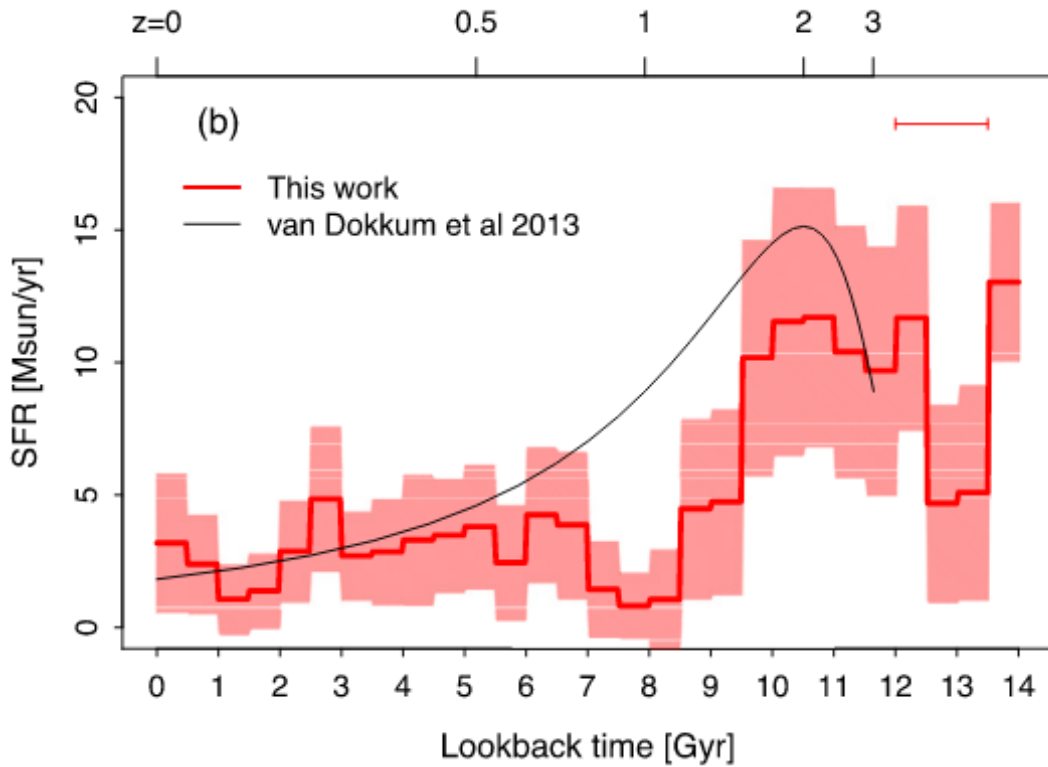 z=0 0.5 1 2 3
(b)
This work
van Dokkum et al 2013
SFR [Msun/yr]
20
15
10
5
0
0 1 2 3 4 5 6 7 8 9 10 11 12 13 14
Lookback time [Gyr]